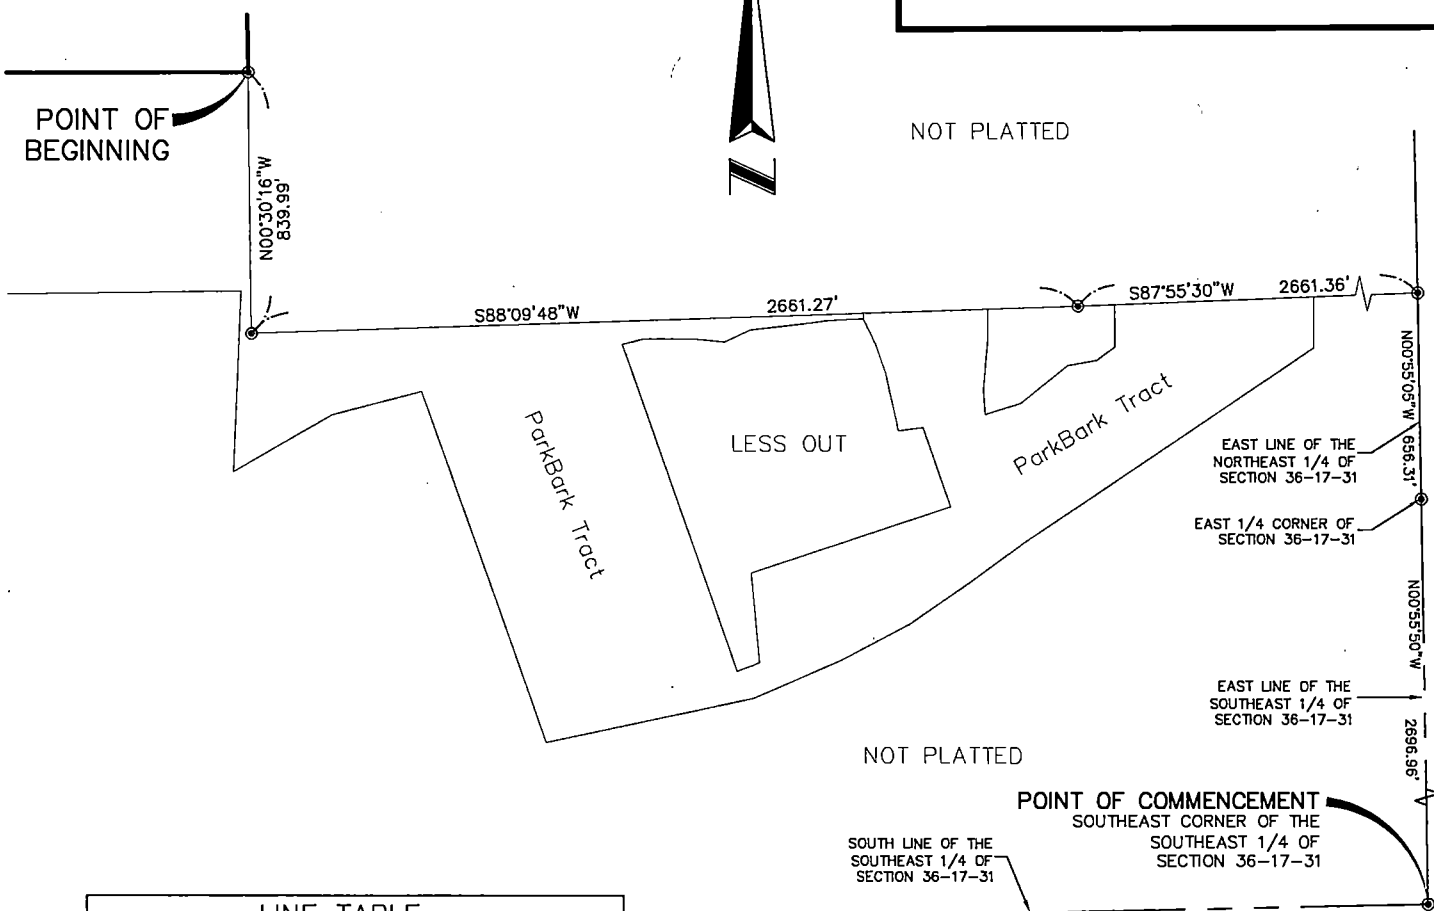 POINT OF
BEGINNING
N00°30'16"W
839.99'
N
NOT PLATTED
S88°09'48"W
2661.27'
S87°55'30"W
2661.36'
N00°55'05"W 656.31'
ParkBark Tract
LESS OUT
ParkBark Tract
EAST LINE OF THE
NORTHEAST 1/4 OF
SECTION 36-17-31
EAST 1/4 CORNER OF
SECTION 36-17-31
N00°55'50"W
2696.96'
EAST LINE OF THE
SOUTHEAST 1/4 OF
SECTION 36-17-31
NOT PLATTED
POINT OF COMMENCEMENT
SOUTHEAST CORNER OF THE
SOUTHEAST 1/4 OF
SECTION 36-17-31
SOUTH LINE OF THE
SOUTHEAST 1/4 OF
SECTION 36-17-31
LINE TABLE